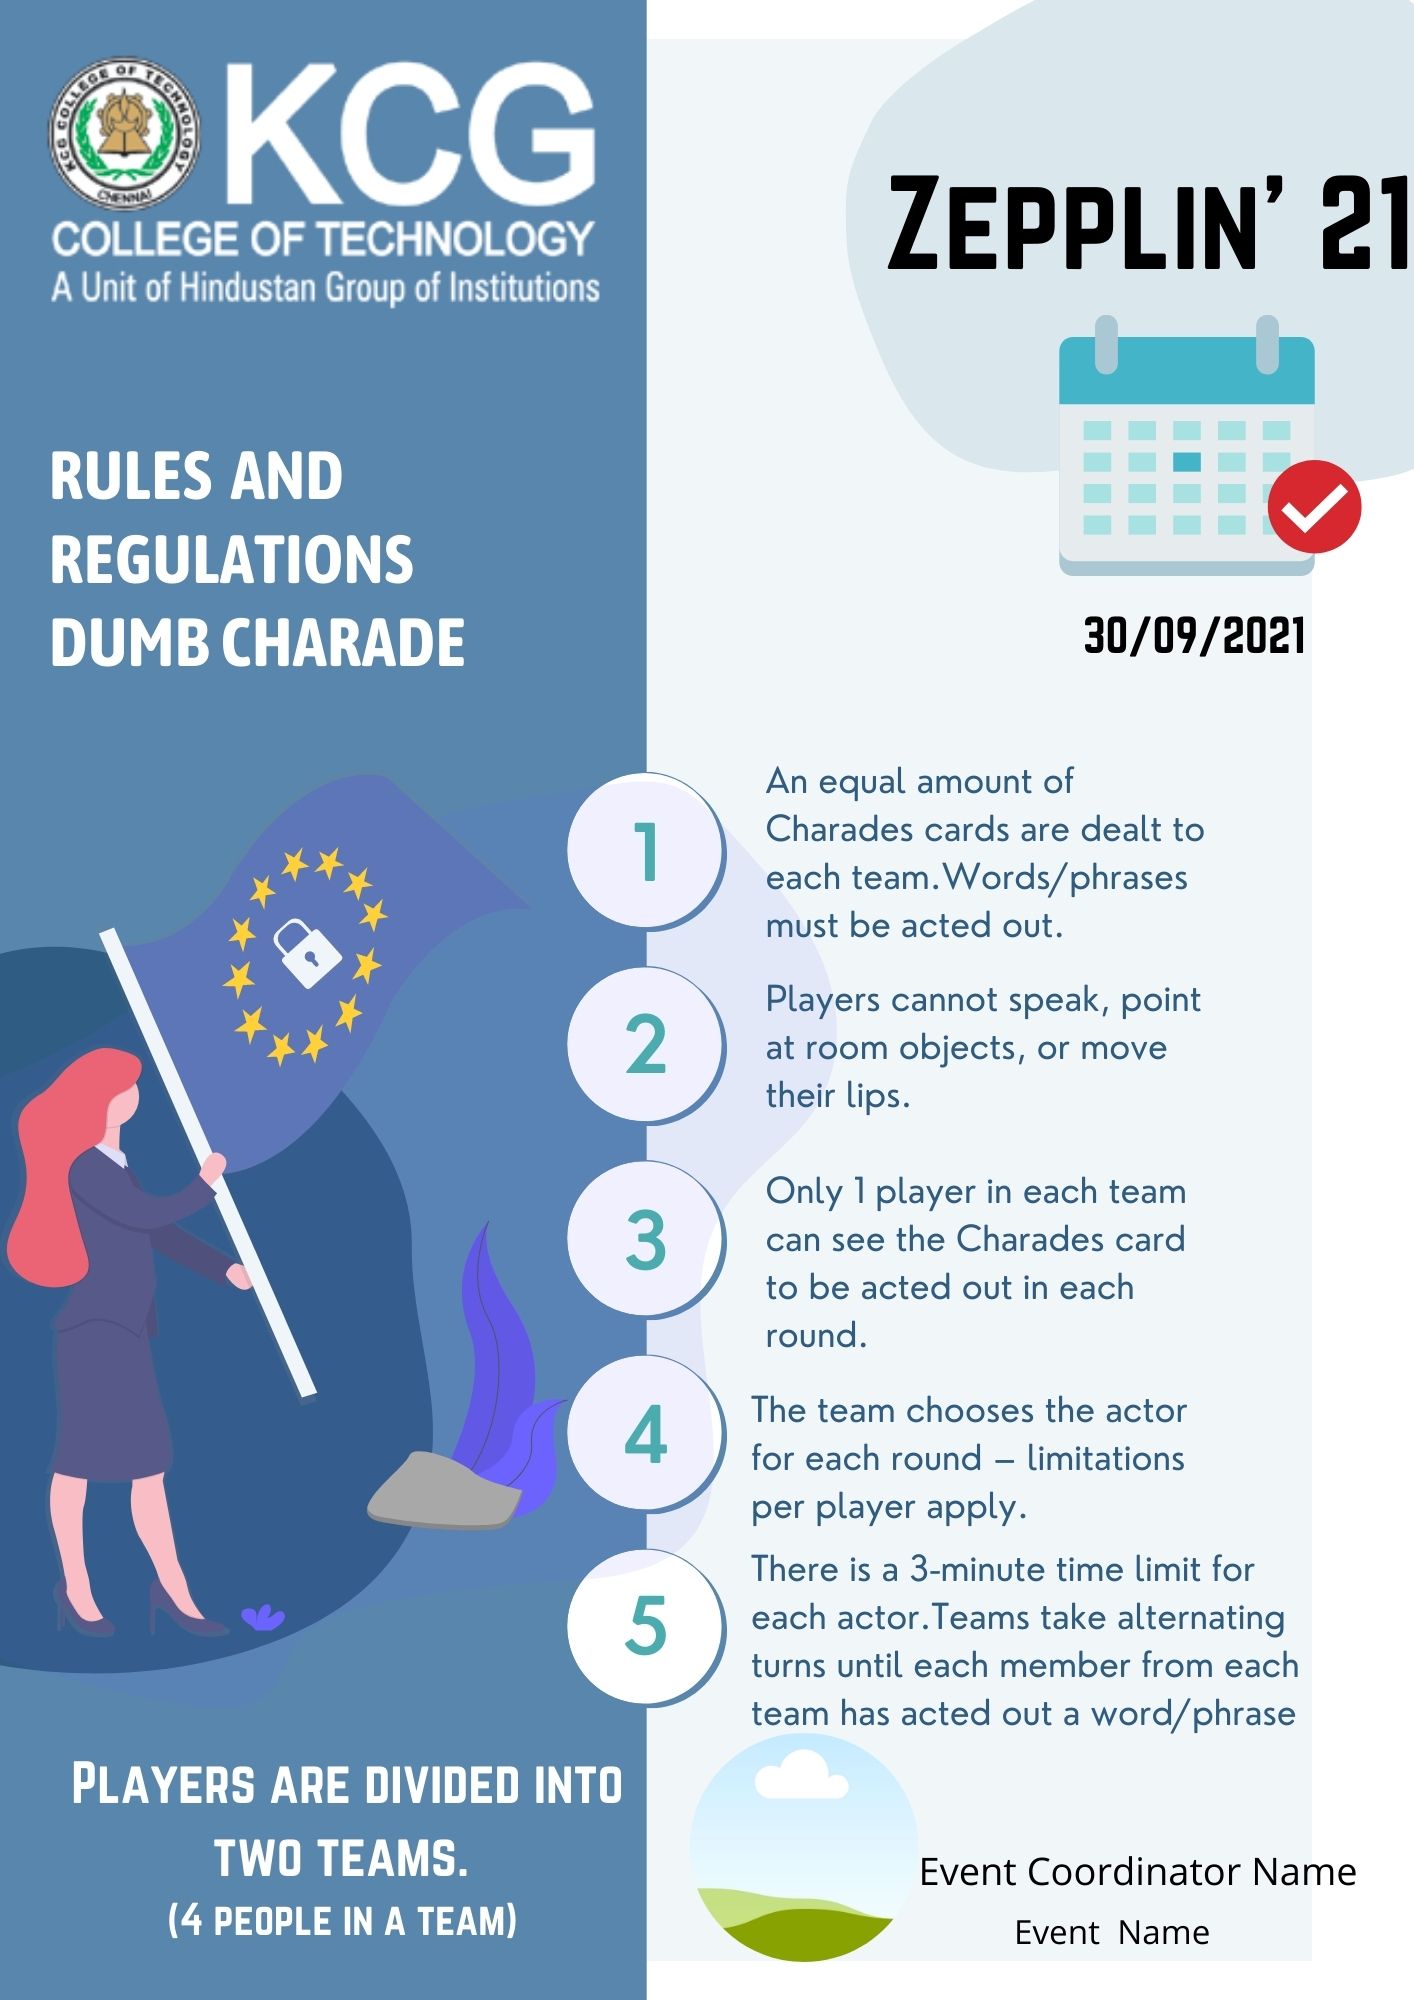 KCG COLLEGE OF TECHNOLOGY
CHENNAI
KCG
COLLEGE OF TECHNOLOGY
A Unit of Hindustan Group of Institutions
ZEPPLIN' 21
30/09/2021
RULES AND
REGULATIONS
DUMB CHARADE
1
An equal amount of
Charades cards are dealt to
each team.Words/phrases
must be acted out.
2
Players cannot speak, point
at room objects, or move
their lips.
3
Only 1 player in each team
can see the Charades card
to be acted out in each
round.
4
The team chooses the actor
for each round – limitations
per player apply.
5
There is a 3-minute time limit for
each actor.Teams take alternating
turns until each member from each
team has acted out a word/phrase
PLAYERS ARE DIVIDED INTO
TWO TEAMS.
(4 PEOPLE IN A TEAM)
Event Coordinator Name
Event  Name